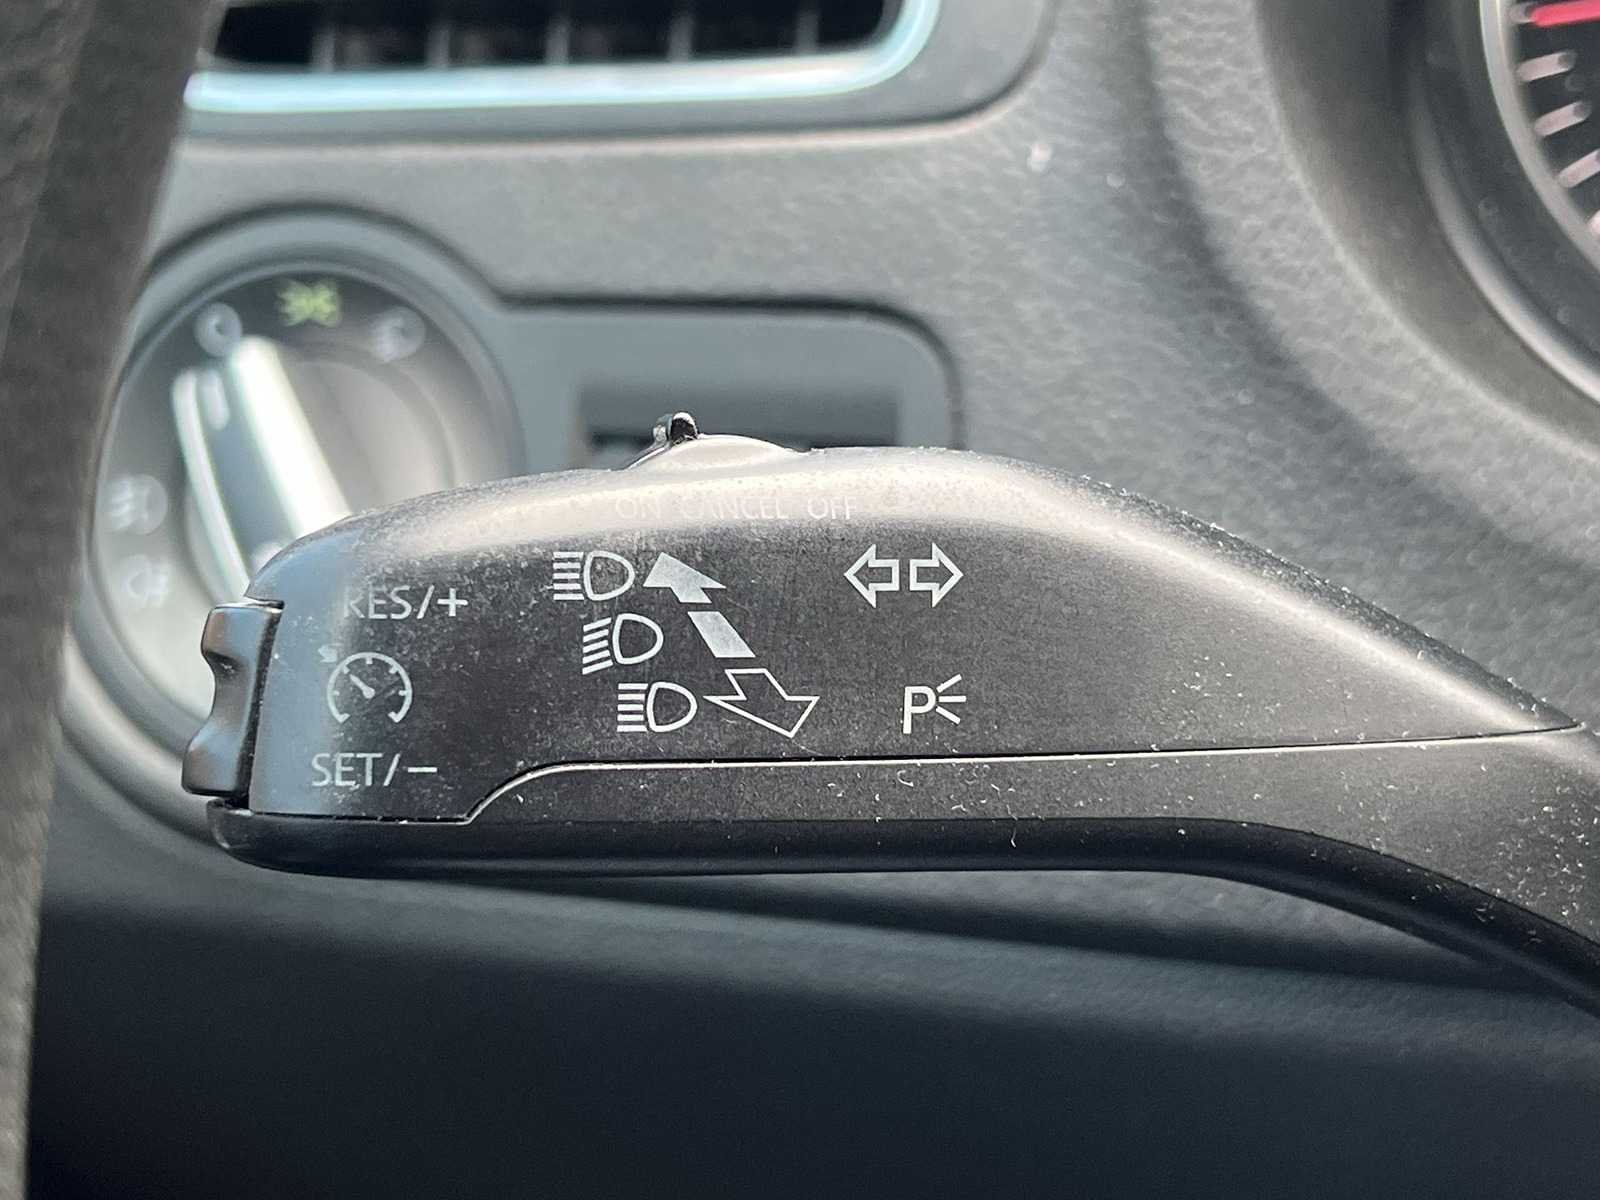 ON CANCEL OFF
RES/+
SET/−
P